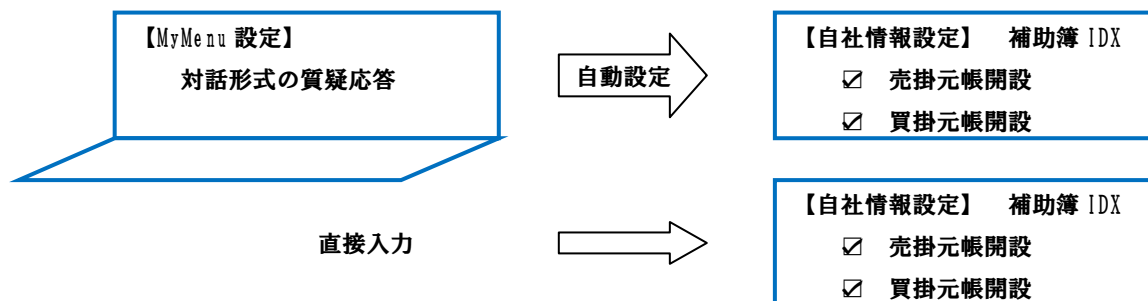 【MyMenu 設定】
対話形式の質疑応答
自動設定
【自社情報設定】 補助簿 IDX
☑ 売掛元帳開設
☑ 買掛元帳開設
直接入力
【自社情報設定】 補助簿 IDX
☑ 売掛元帳開設
☑ 買掛元帳開設